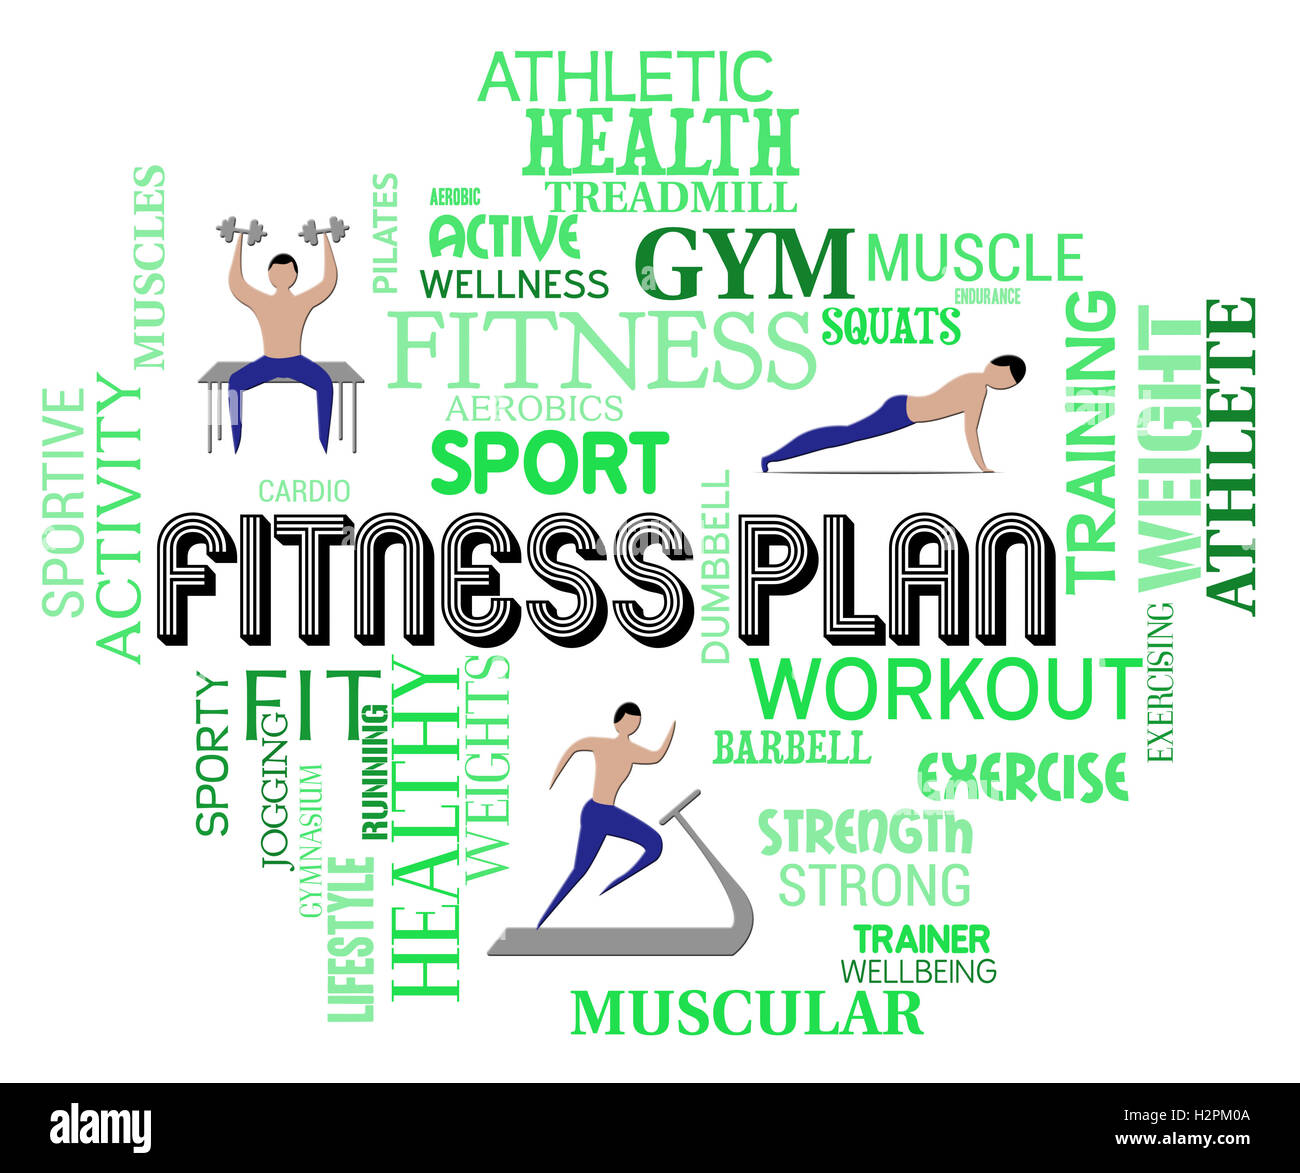 ATHLETIC
HEALTH
TREADMILL
MUSCLES
PILATES
AEROBIC
ACTIVE
WELLNESS
GYM
MUSCLE
ENDURANCE
FITNESS
SQUATS
AEROBICS
SPORT
SPORTIVE
ACTIVITY
CARDIO
DUMBBELL
TRAINING
WEIGHT
ATHLETE
FITNESS PLAN
EXERCISING
WORKOUT
SPORTY
FIT
JOGGING
GYMNASIUM
RUNNING
LIFESTYLE
HEALTHY
WEIGHTS
BARBELL
EXERCISE
STRENGTH
STRONG
TRAINER
WELLBEING
MUSCULAR
alamy
Image ID: H2PM0A
www.alamy.com